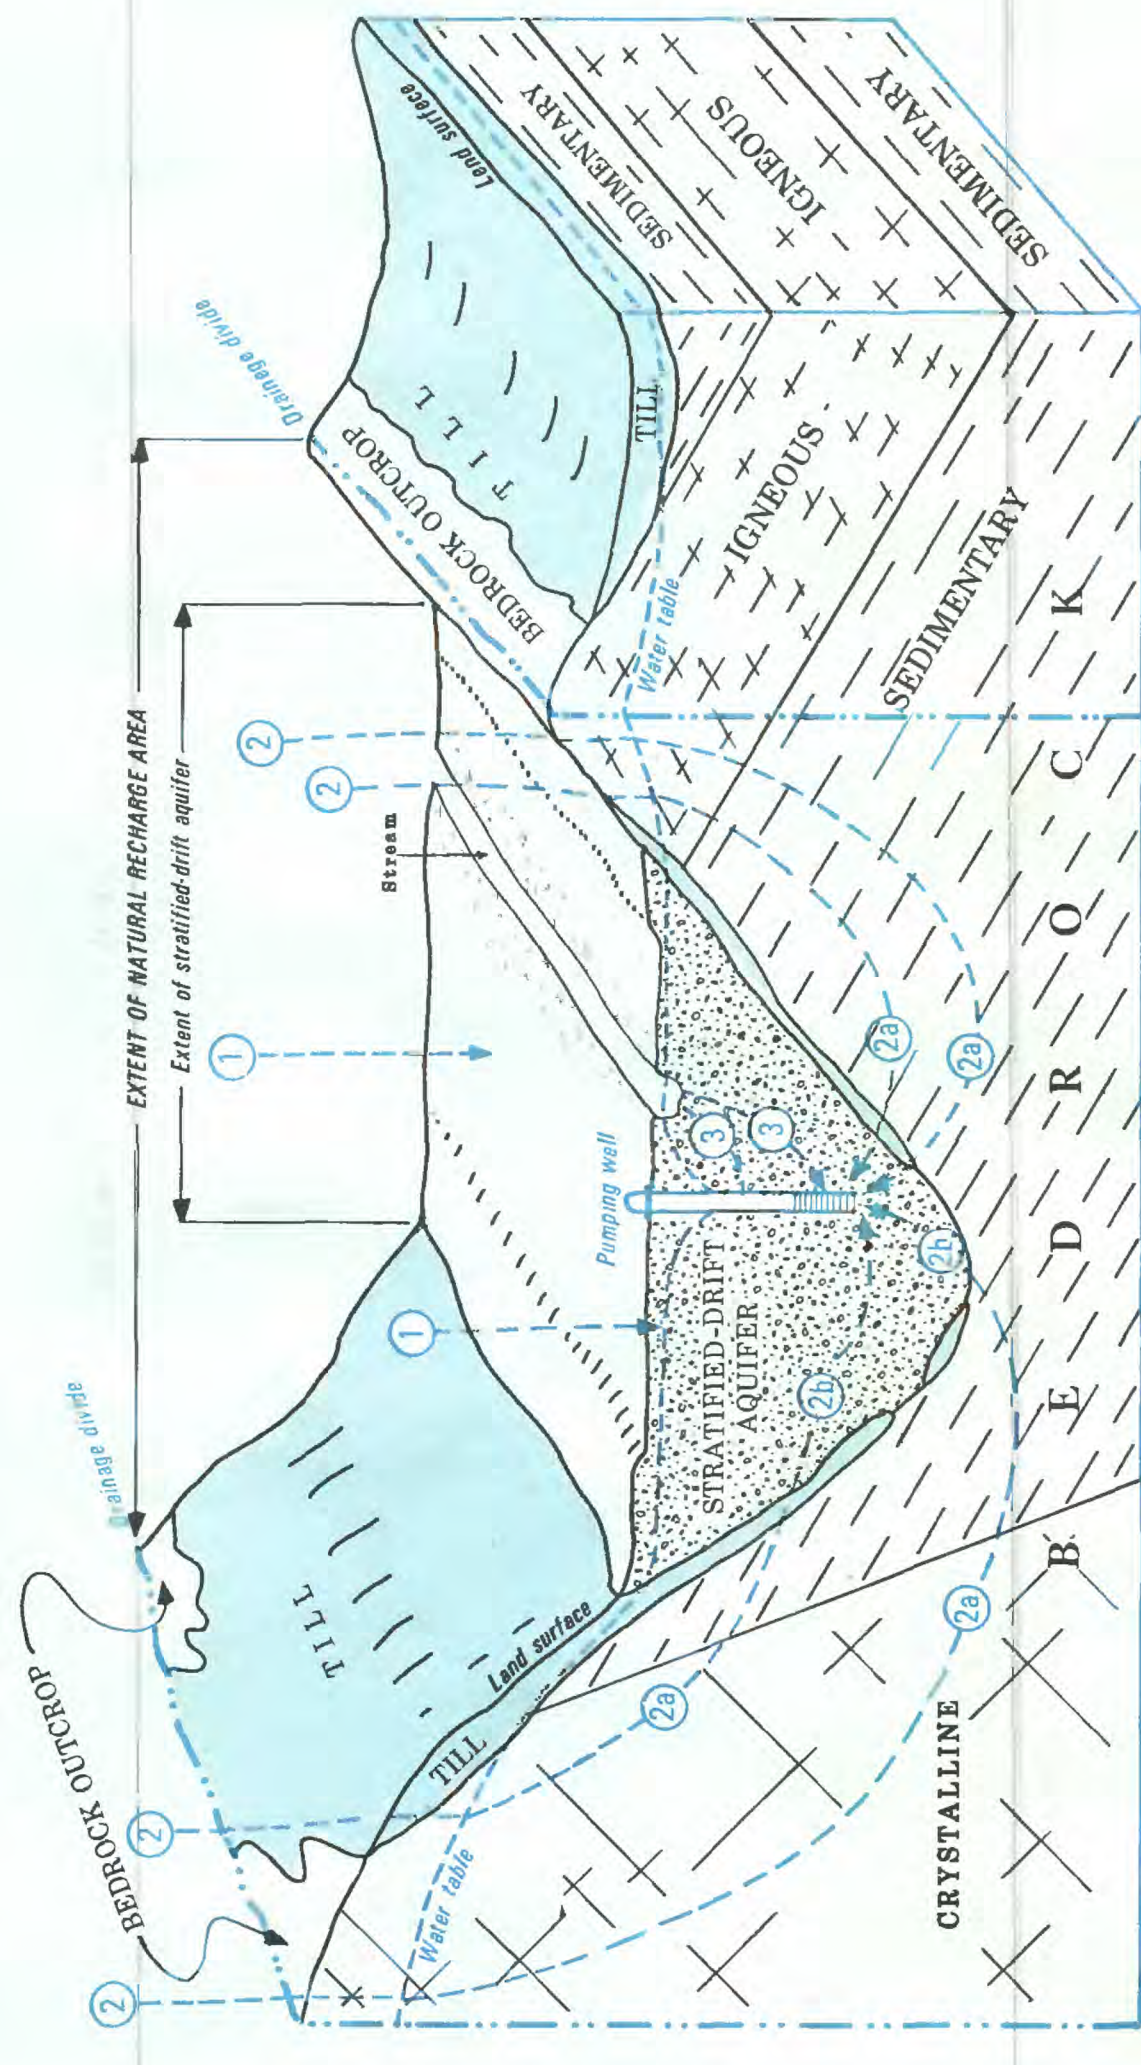 EXTENT OF NATURAL RECHARGE AREA
Extent of stratified-drift aquifer
Drainage divide
Drainage divide
BEDROCK OUTCROP
BEDROCK OUTCROP
2
2
1
1
2
2
Stream
TILL
TILL
Land surface
Land surface
TILL
TILL
Pumping well
Water table
Water table
STRATIFIED-DRIFT
AQUIFER
3
3
2b
2b
2a
2a
2a
2a
SEDIMENTARY
IGNEOUS
SEDIMENTARY
IGNEOUS
SEDIMENTARY
CRYSTALLINE
BEDROCK